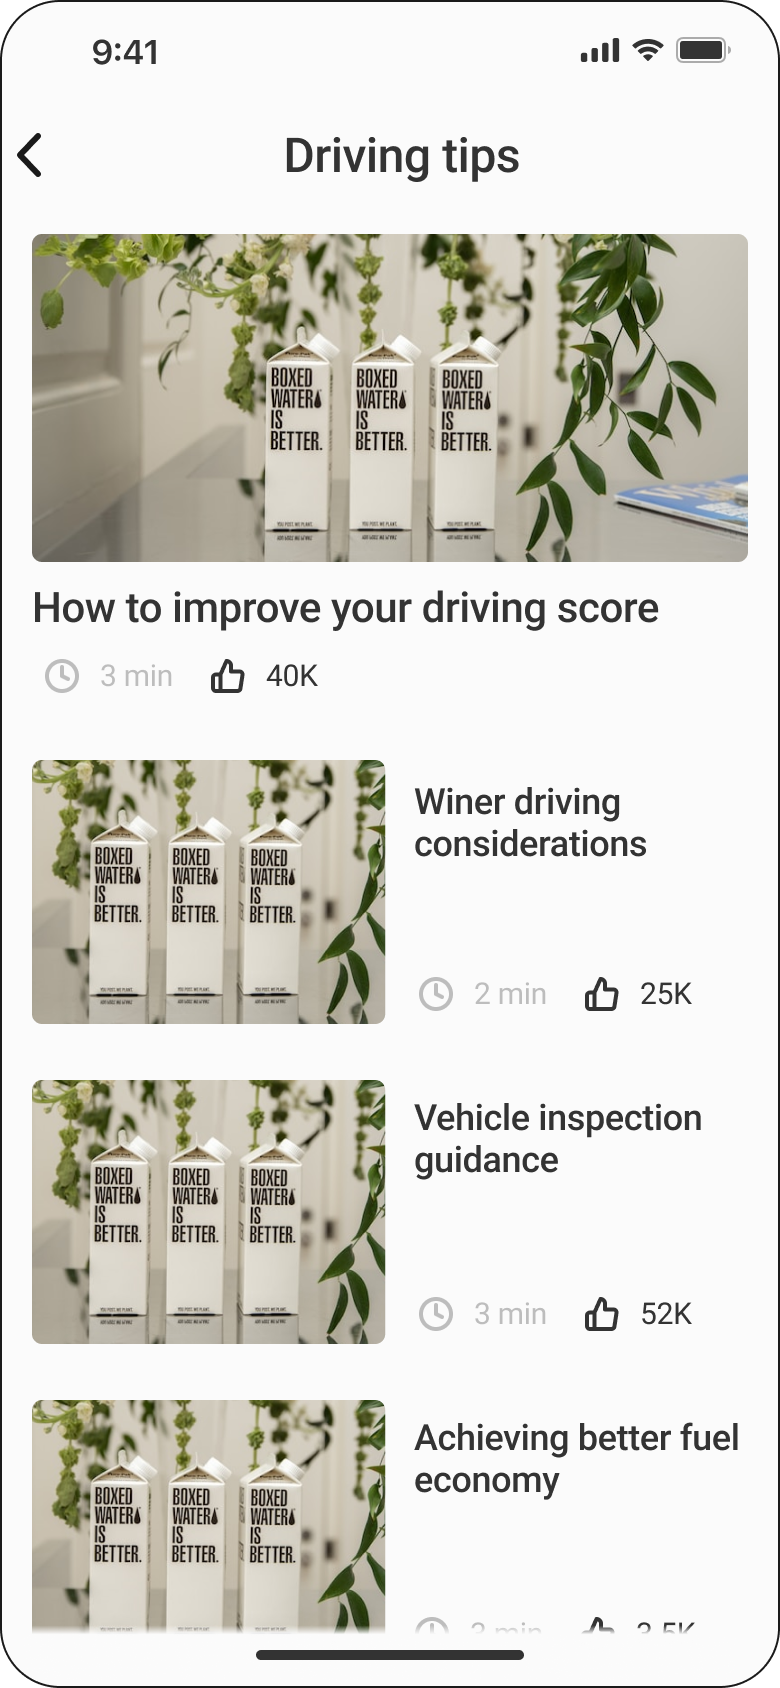 9:41
Driving tips
BOXED
WATER
IS
BETTER.
BOXED
WATER
IS
BETTER.
BOXED
WATER
IS
BETTER.
How to improve your driving score
3 min
40K
BOXED
WATER
IS
BETTER.
BOXED
WATER
IS
BETTER.
BOXED
WATER
IS
BETTER.
Winer driving
considerations
2 min
25K
BOXED
WATER
IS
BETTER.
BOXED
WATER
IS
BETTER.
BOXED
WATER
IS
BETTER.
Vehicle inspection
guidance
3 min
52K
BOXED
WATER
IS
BETTER.
BOXED
WATER
IS
BETTER.
BOXED
WATER
IS
BETTER.
Achieving better fuel
economy